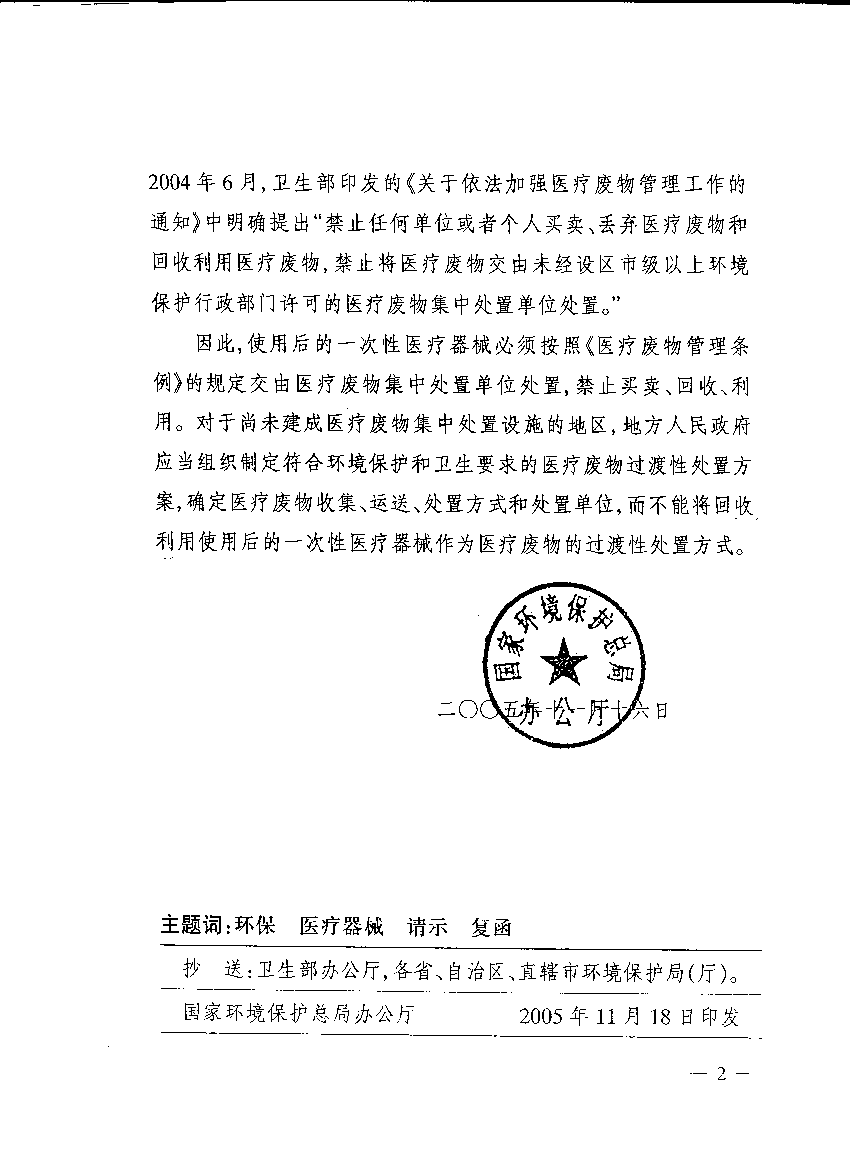 2004年6月,卫生部印发的《关于依法加强医疗废物管理工作的
通知》中明确提出“禁止任何单位或者个人买卖、丢弃医疗废物和
回收利用医疗废物,禁止将医疗废物交由未经设区市级以上环境
保护行政部门许可的医疗废物集中处置单位处置。”
因此,使用后的一次性医疗器械必须按照《医疗废物管理条
例》的规定交由医疗废物集中处置单位处置,禁止买卖、回收、利
用。对于尚未建成医疗废物集中处置设施的地区,地方人民政府
应当组织制定符合环境保护和卫生要求的医疗废物过渡性处置方
案,确定医疗废物收集、运送、处置方式和处置单位,而不能将回收
利用使用后的一次性医疗器械作为医疗废物的过渡性处置方式。
国家环境保护总局
办公厅
二〇〇五年十一月十六日
主题词:环保 医疗器械 请示 复函
抄 送:卫生部办公厅,各省、自治区、直辖市环境保护局(厅)。
国家环境保护总局办公厅 2005年11月18日印发
— 2 —